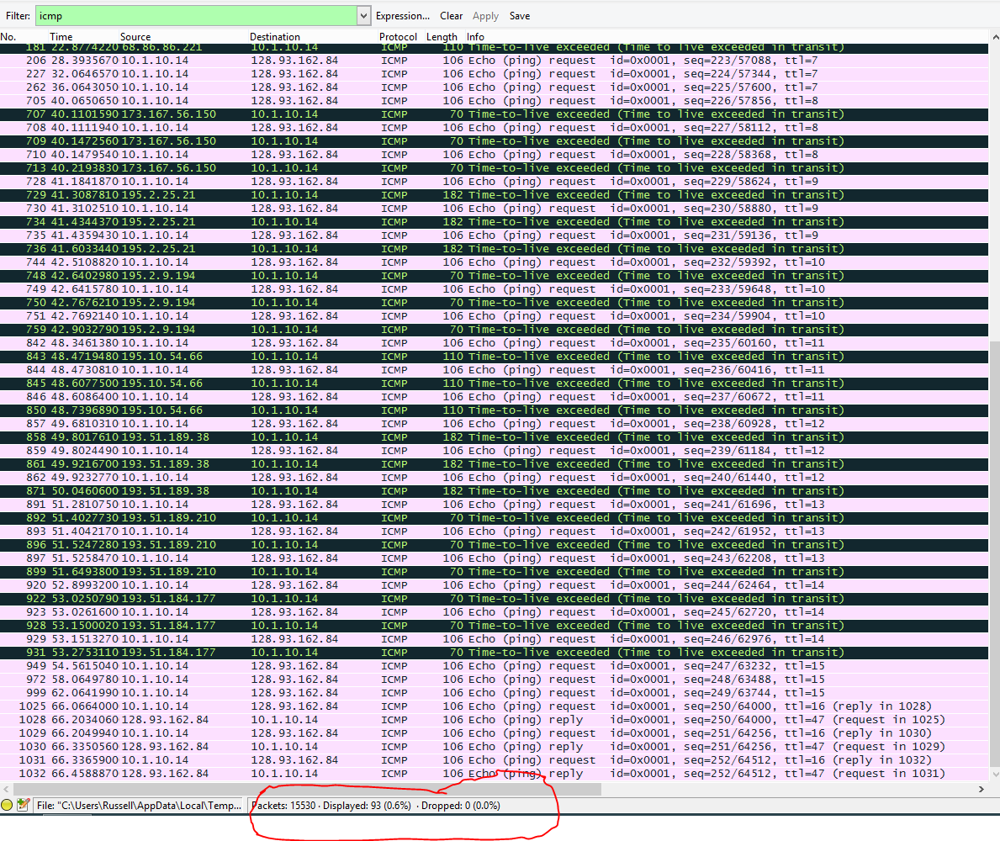 Filter: icmp Expression... Clear Apply Save
No. Time Source Destination Protocol Length Info
181 22.8774220 68.86.86.221 10.1.10.14 ICMP 110 Time-to-live exceeded (Time to live exceeded in transit)
206 28.3935670 10.1.10.14 128.93.162.84 ICMP 106 Echo (ping) request id=0x0001, seq=223/57088, ttl=7
227 32.0646570 10.1.10.14 128.93.162.84 ICMP 106 Echo (ping) request id=0x0001, seq=224/57344, ttl=7
262 36.0643050 10.1.10.14 128.93.162.84 ICMP 106 Echo (ping) request id=0x0001, seq=225/57600, ttl=7
705 40.0650650 10.1.10.14 128.93.162.84 ICMP 106 Echo (ping) request id=0x0001, seq=226/57856, ttl=8
707 40.1101590 173.167.56.150 10.1.10.14 ICMP 70 Time-to-live exceeded (Time to live exceeded in transit)
708 40.1111940 10.1.10.14 128.93.162.84 ICMP 106 Echo (ping) request id=0x0001, seq=227/58112, ttl=8
709 40.1472560 173.167.56.150 10.1.10.14 ICMP 70 Time-to-live exceeded (Time to live exceeded in transit)
710 40.1479540 10.1.10.14 128.93.162.84 ICMP 106 Echo (ping) request id=0x0001, seq=228/58368, ttl=8
713 40.2193830 173.167.56.150 10.1.10.14 ICMP 70 Time-to-live exceeded (Time to live exceeded in transit)
728 41.1841870 10.1.10.14 128.93.162.84 ICMP 106 Echo (ping) request id=0x0001, seq=229/58624, ttl=9
729 41.3087810 195.2.25.21 10.1.10.14 ICMP 182 Time-to-live exceeded (Time to live exceeded in transit)
730 41.3102510 10.1.10.14 128.93.162.84 ICMP 106 Echo (ping) request id=0x0001, seq=230/58880, ttl=9
734 41.4344370 195.2.25.21 10.1.10.14 ICMP 182 Time-to-live exceeded (Time to live exceeded in transit)
735 41.4359430 10.1.10.14 128.93.162.84 ICMP 106 Echo (ping) request id=0x0001, seq=231/59136, ttl=9
736 41.6033440 195.2.25.21 10.1.10.14 ICMP 182 Time-to-live exceeded (Time to live exceeded in transit)
744 42.5108820 10.1.10.14 128.93.162.84 ICMP 106 Echo (ping) request id=0x0001, seq=232/59392, ttl=10
748 42.6402980 195.2.9.194 10.1.10.14 ICMP 70 Time-to-live exceeded (Time to live exceeded in transit)
749 42.6415780 10.1.10.14 128.93.162.84 ICMP 106 Echo (ping) request id=0x0001, seq=233/59648, ttl=10
750 42.7676210 195.2.9.194 10.1.10.14 ICMP 70 Time-to-live exceeded (Time to live exceeded in transit)
751 42.7692140 10.1.10.14 128.93.162.84 ICMP 106 Echo (ping) request id=0x0001, seq=234/59904, ttl=10
759 42.9032790 195.2.9.194 10.1.10.14 ICMP 70 Time-to-live exceeded (Time to live exceeded in transit)
842 48.3461380 10.1.10.14 128.93.162.84 ICMP 106 Echo (ping) request id=0x0001, seq=235/60160, ttl=11
843 48.4719480 195.10.54.66 10.1.10.14 ICMP 110 Time-to-live exceeded (Time to live exceeded in transit)
844 48.4730810 10.1.10.14 128.93.162.84 ICMP 106 Echo (ping) request id=0x0001, seq=236/60416, ttl=11
845 48.6077500 195.10.54.66 10.1.10.14 ICMP 110 Time-to-live exceeded (Time to live exceeded in transit)
846 48.6086400 10.1.10.14 128.93.162.84 ICMP 106 Echo (ping) request id=0x0001, seq=237/60672, ttl=11
850 48.7396890 195.10.54.66 10.1.10.14 ICMP 110 Time-to-live exceeded (Time to live exceeded in transit)
857 49.6810310 10.1.10.14 128.93.162.84 ICMP 106 Echo (ping) request id=0x0001, seq=238/60928, ttl=12
858 49.8017610 193.51.189.38 10.1.10.14 ICMP 182 Time-to-live exceeded (Time to live exceeded in transit)
859 49.8024490 10.1.10.14 128.93.162.84 ICMP 106 Echo (ping) request id=0x0001, seq=239/61184, ttl=12
861 49.9216700 193.51.189.38 10.1.10.14 ICMP 182 Time-to-live exceeded (Time to live exceeded in transit)
862 49.9232770 10.1.10.14 128.93.162.84 ICMP 106 Echo (ping) request id=0x0001, seq=240/61440, ttl=12
871 50.0460600 193.51.189.38 10.1.10.14 ICMP 182 Time-to-live exceeded (Time to live exceeded in transit)
891 51.2810750 10.1.10.14 128.93.162.84 ICMP 106 Echo (ping) request id=0x0001, seq=241/61696, ttl=13
892 51.4027730 193.51.189.210 10.1.10.14 ICMP 70 Time-to-live exceeded (Time to live exceeded in transit)
893 51.4042170 10.1.10.14 128.93.162.84 ICMP 106 Echo (ping) request id=0x0001, seq=242/61952, ttl=13
896 51.5247280 193.51.189.210 10.1.10.14 ICMP 70 Time-to-live exceeded (Time to live exceeded in transit)
897 51.5258470 10.1.10.14 128.93.162.84 ICMP 106 Echo (ping) request id=0x0001, seq=243/62208, ttl=13
899 51.6493800 193.51.189.210 10.1.10.14 ICMP 70 Time-to-live exceeded (Time to live exceeded in transit)
920 52.8993200 10.1.10.14 128.93.162.84 ICMP 106 Echo (ping) request id=0x0001, seq=244/62464, ttl=14
922 53.0250790 193.51.184.177 10.1.10.14 ICMP 70 Time-to-live exceeded (Time to live exceeded in transit)
923 53.0261600 10.1.10.14 128.93.162.84 ICMP 106 Echo (ping) request id=0x0001, seq=245/62720, ttl=14
928 53.1500020 193.51.184.177 10.1.10.14 ICMP 70 Time-to-live exceeded (Time to live exceeded in transit)
929 53.1513270 10.1.10.14 128.93.162.84 ICMP 106 Echo (ping) request id=0x0001, seq=246/62976, ttl=14
931 53.2753110 193.51.184.177 10.1.10.14 ICMP 70 Time-to-live exceeded (Time to live exceeded in transit)
949 54.5615040 10.1.10.14 128.93.162.84 ICMP 106 Echo (ping) request id=0x0001, seq=247/63232, ttl=15
972 58.0649780 10.1.10.14 128.93.162.84 ICMP 106 Echo (ping) request id=0x0001, seq=248/63488, ttl=15
999 62.0641990 10.1.10.14 128.93.162.84 ICMP 106 Echo (ping) request id=0x0001, seq=249/63744, ttl=15
1025 66.0664000 10.1.10.14 128.93.162.84 ICMP 106 Echo (ping) request id=0x0001, seq=250/64000, ttl=16 (reply in 1028)
1028 66.2034060 128.93.162.84 10.1.10.14 ICMP 106 Echo (ping) reply id=0x0001, seq=250/64000, ttl=47 (request in 1025)
1029 66.2049940 10.1.10.14 128.93.162.84 ICMP 106 Echo (ping) request id=0x0001, seq=251/64256, ttl=16 (reply in 1030)
1030 66.3350560 128.93.162.84 10.1.10.14 ICMP 106 Echo (ping) reply id=0x0001, seq=251/64256, ttl=47 (request in 1029)
1031 66.3365900 10.1.10.14 128.93.162.84 ICMP 106 Echo (ping) request id=0x0001, seq=252/64512, ttl=16 (reply in 1032)
1032 66.4588870 128.93.162.84 10.1.10.14 ICMP 106 Echo (ping) reply id=0x0001, seq=252/64512, ttl=47 (request in 1031)
File: "C:\Users\Russell\AppData\Local\Temp... Packets: 15530 · Displayed: 93 (0.6%) · Dropped: 0 (0.0%)